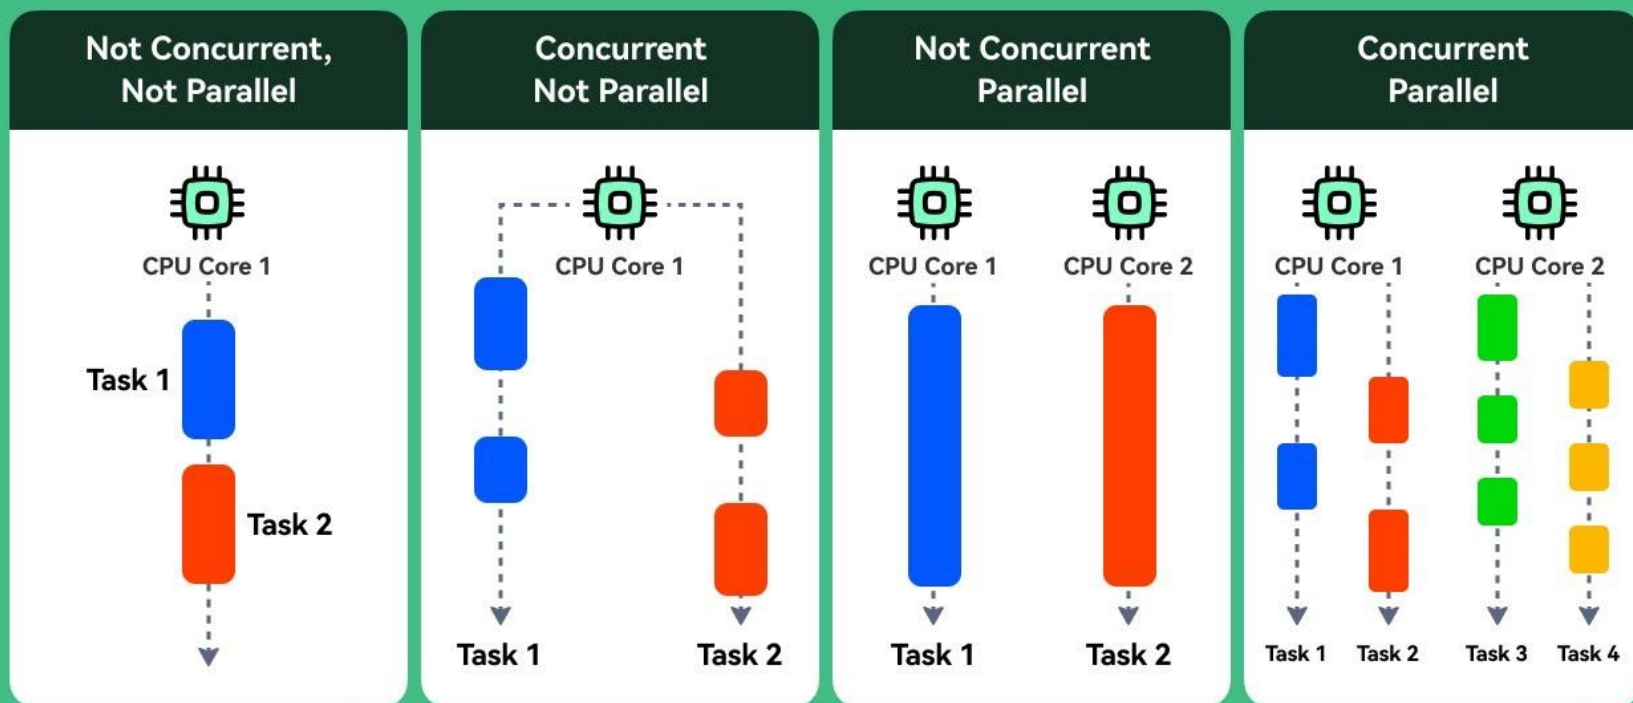 Not Concurrent,
Not Parallel
CPU Core 1
Task 1
Task 2
Concurrent
Not Parallel
CPU Core 1
Task 1
Task 2
Not Concurrent
Parallel
CPU Core 1
CPU Core 2
Task 1
Task 2
Concurrent
Parallel
CPU Core 1
CPU Core 2
Task 1
Task 2
Task 3
Task 4